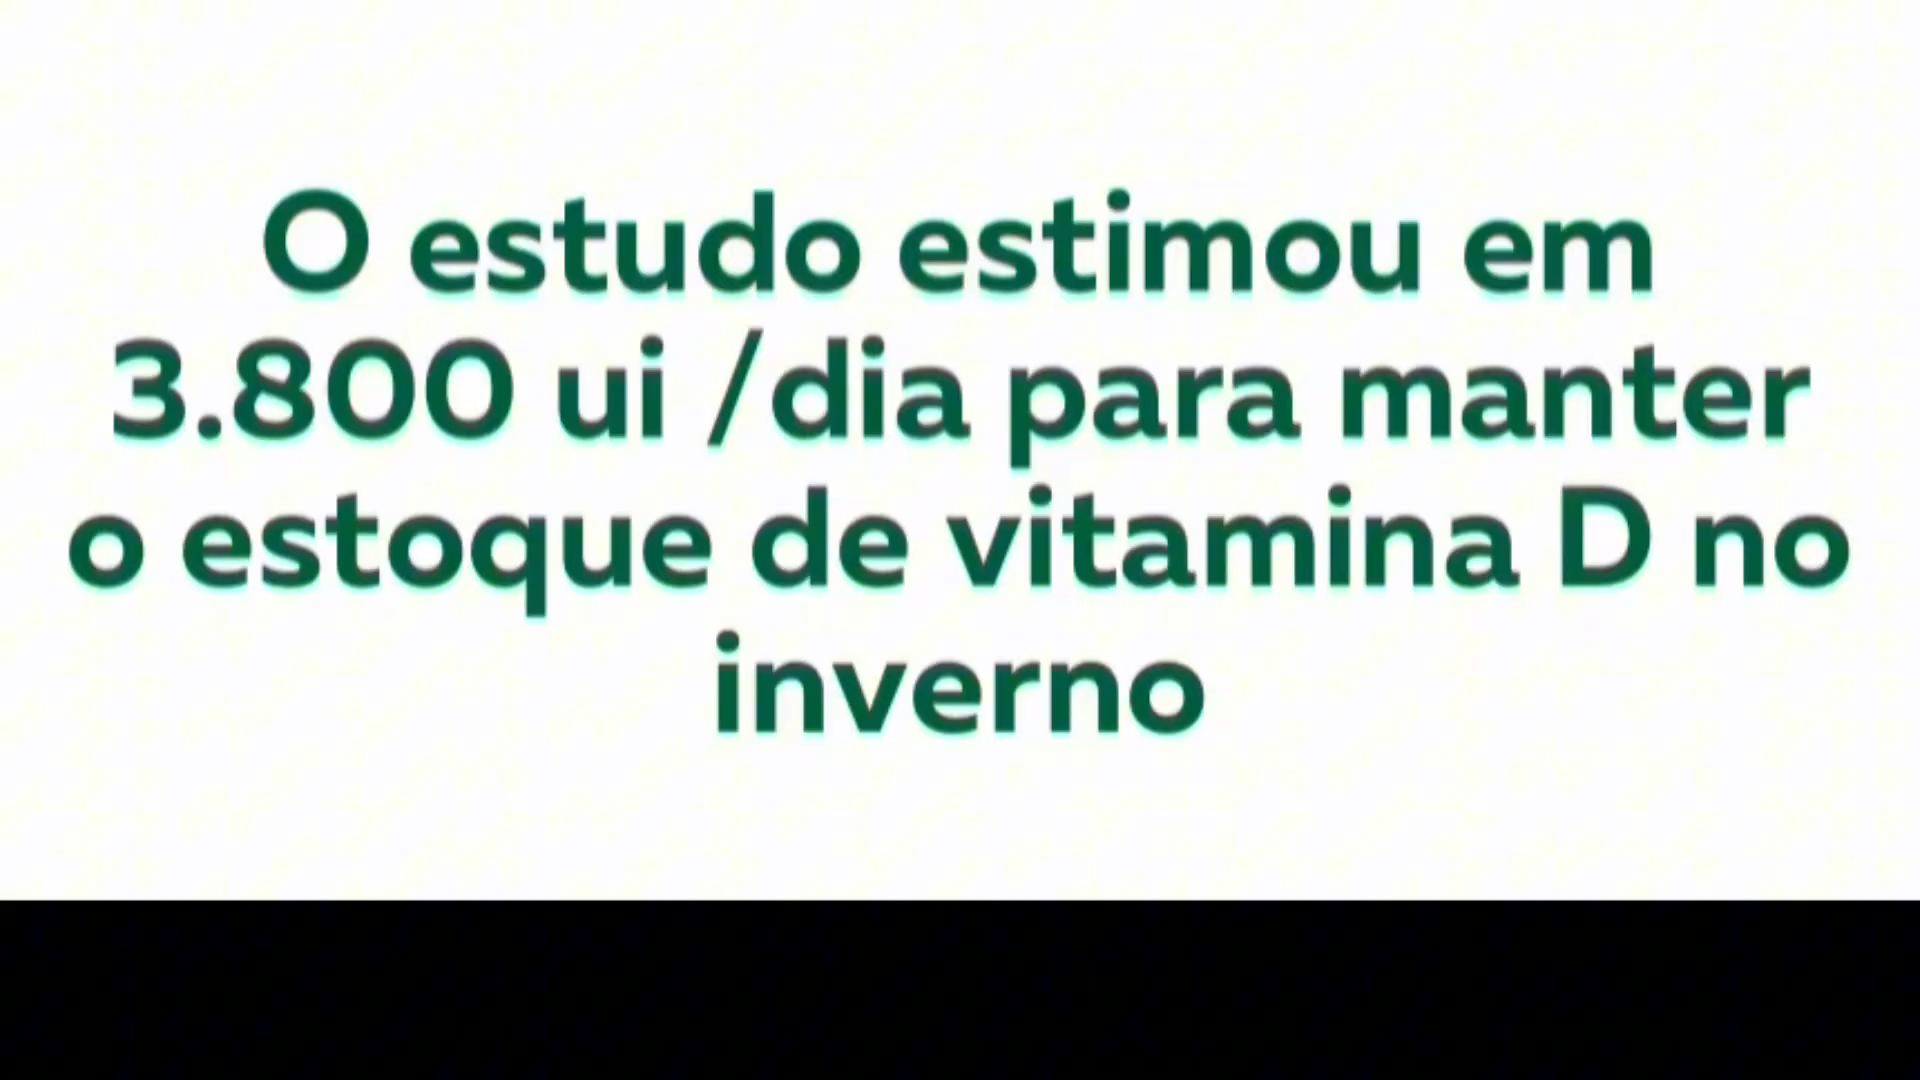 O estudo estimou em
3.800 ui /dia para manter
o estoque de vitamina D no
inverno